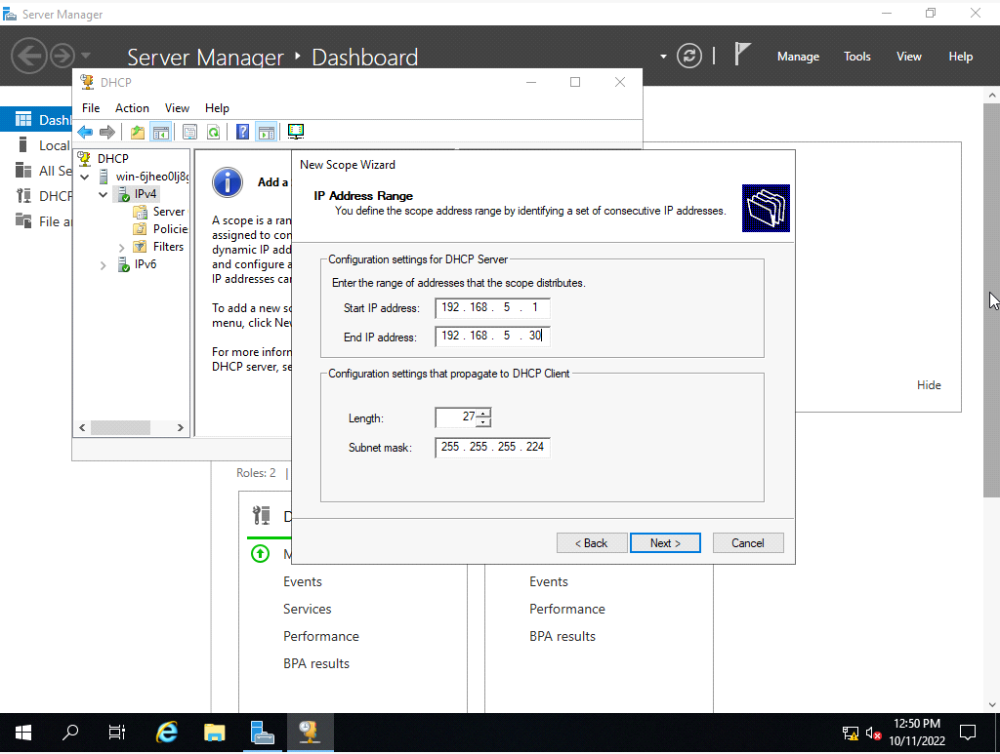 Server Manager
Server Manager • Dashboard
Manage Tools View Help
DHCP
File Action View Help
Dashl
Local
All Se
DHCP
File a
DHCP
win-6jheo0lj8
IPv4
Server
Policie
Filters
IPv6
Add a
A scope is a ran
assigned to con
dynamic IP add
and configure a
IP addresses ca
To add a new sc
menu, click Nev
For more inforn
DHCP server, se
New Scope Wizard
IP Address Range
You define the scope address range by identifying a set of consecutive IP addresses.
Configuration settings for DHCP Server
Enter the range of addresses that the scope distributes.
Start IP address: 192 . 168 . 5 . 1
End IP address: 192 . 168 . 5 . 30
Configuration settings that propagate to DHCP Client
Length: 27
Subnet mask: 255 . 255 . 255 . 224
< Back Next > Cancel
Hide
Roles: 2 |
D
M
Events
Services
Performance
BPA results
Events
Performance
BPA results
12:50 PM
10/11/2022